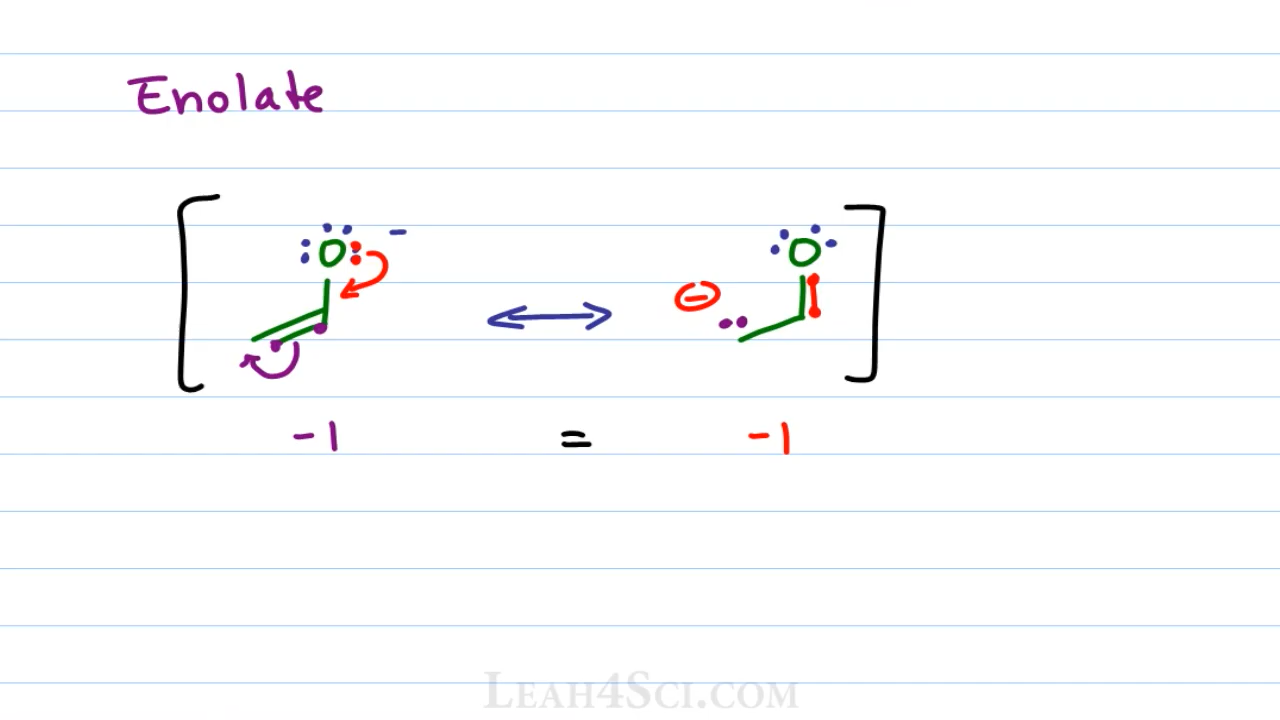 Enolate
O − O
⊖
−1 = −1
LEAH4SCI.COM